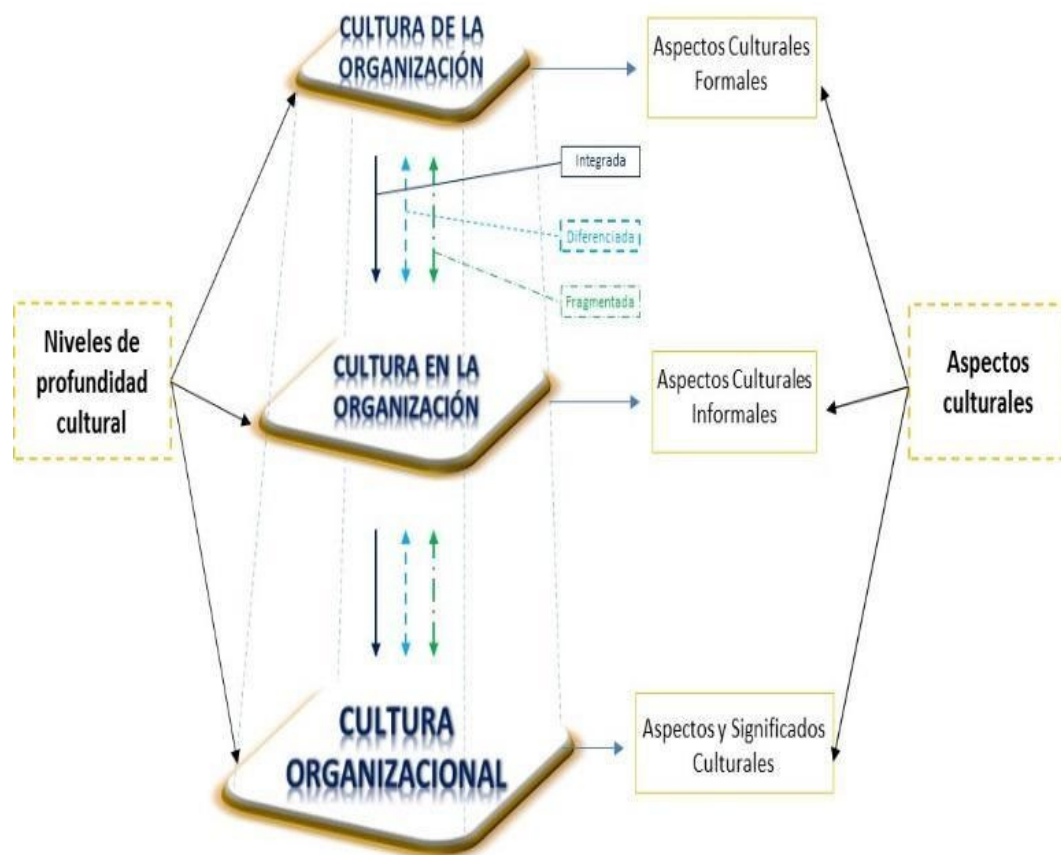 CULTURA DE LA
ORGANIZACIÓN
Aspectos Culturales
Formales
Integrada
Diferenciada
Fragmentada
Niveles de
profundidad
cultural
CULTURA EN LA
ORGANIZACIÓN
Aspectos Culturales
Informales
Aspectos
culturales
CULTURA
ORGANIZACIONAL
Aspectos y Significados
Culturales